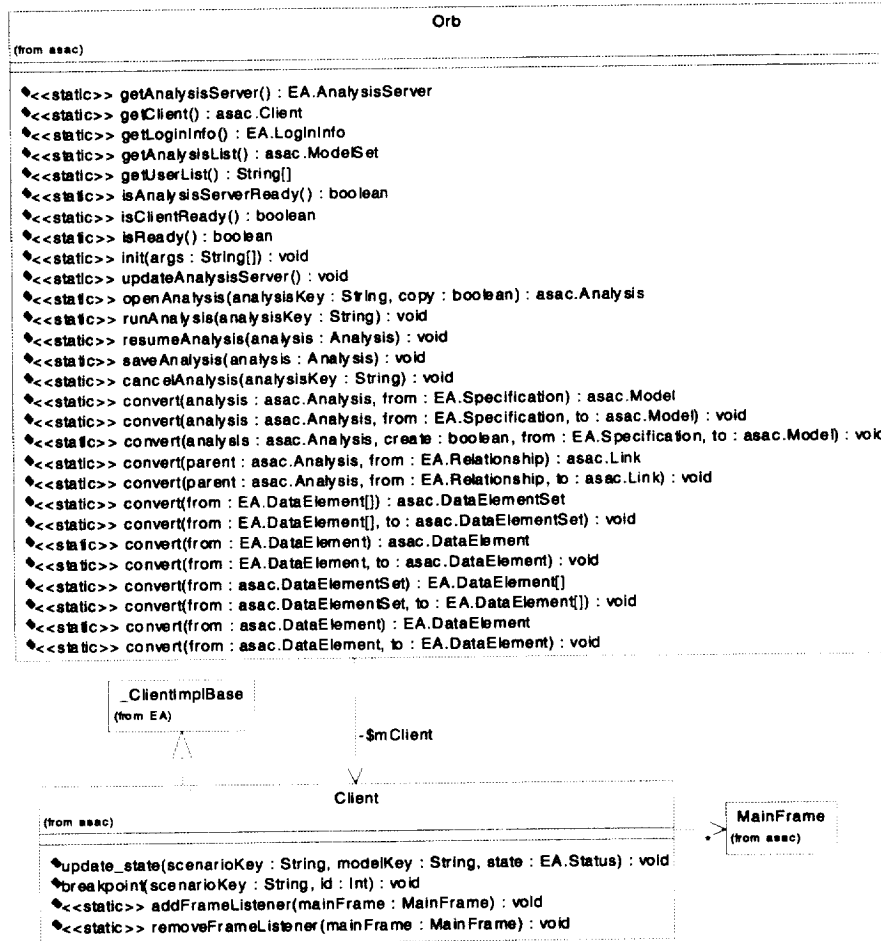 Orb
(from asac)
<<static>> getAnalysisServer() : EA.AnalysisServer
<<static>> getClient() : asac.Client
<<static>> getLoginInfo() : EA.LoginInfo
<<static>> getAnalysisList() : asac.ModelSet
<<static>> getUserList() : String[]
<<static>> isAnalysisServerReady() : boolean
<<static>> isClientReady() : boolean
<<static>> isReady() : boolean
<<static>> init(args : String[]) : void
<<static>> updateAnalysisServer() : void
<<static>> openAnalysis(analysisKey : String, copy : boolean) : asac.Analysis
<<static>> runAnalysis(analysisKey : String) : void
<<static>> resumeAnalysis(analysis : Analysis) : void
<<static>> saveAnalysis(analysis : Analysis) : void
<<static>> cancelAnalysis(analysisKey : String) : void
<<static>> convert(analysis : asac.Analysis, from : EA.Specification) : asac.Model
<<static>> convert(analysis : asac.Analysis, from : EA.Specification, to : asac.Model) : void
<<static>> convert(analysis : asac.Analysis, create : boolean, from : EA.Specification, to : asac.Model) : void
<<static>> convert(parent : asac.Analysis, from : EA.Relationship) : asac.Link
<<static>> convert(parent : asac.Analysis, from : EA.Relationship, to : asac.Link) : void
<<static>> convert(from : EA.DataElement[]) : asac.DataElementSet
<<static>> convert(from : EA.DataElement[], to : asac.DataElementSet) : void
<<static>> convert(from : EA.DataElement) : asac.DataElement
<<static>> convert(from : EA.DataElement, to : asac.DataElement) : void
<<static>> convert(from : asac.DataElementSet) : EA.DataElement[]
<<static>> convert(from : asac.DataElementSet, to : EA.DataElement[]) : void
<<static>> convert(from : asac.DataElement) : EA.DataElement
<<static>> convert(from : asac.DataElement, to : EA.DataElement) : void
_ClientImplBase
(from EA)
-$mClient
Client
(from asac)
MainFrame
(from asac)
*
update_state(scenarioKey : String, modelKey : String, state : EA.Status) : void
breakpoint(scenarioKey : String, id : int) : void
<<static>> addFrameListener(mainFrame : MainFrame) : void
<<static>> removeFrameListener(mainFrame : MainFrame) : void